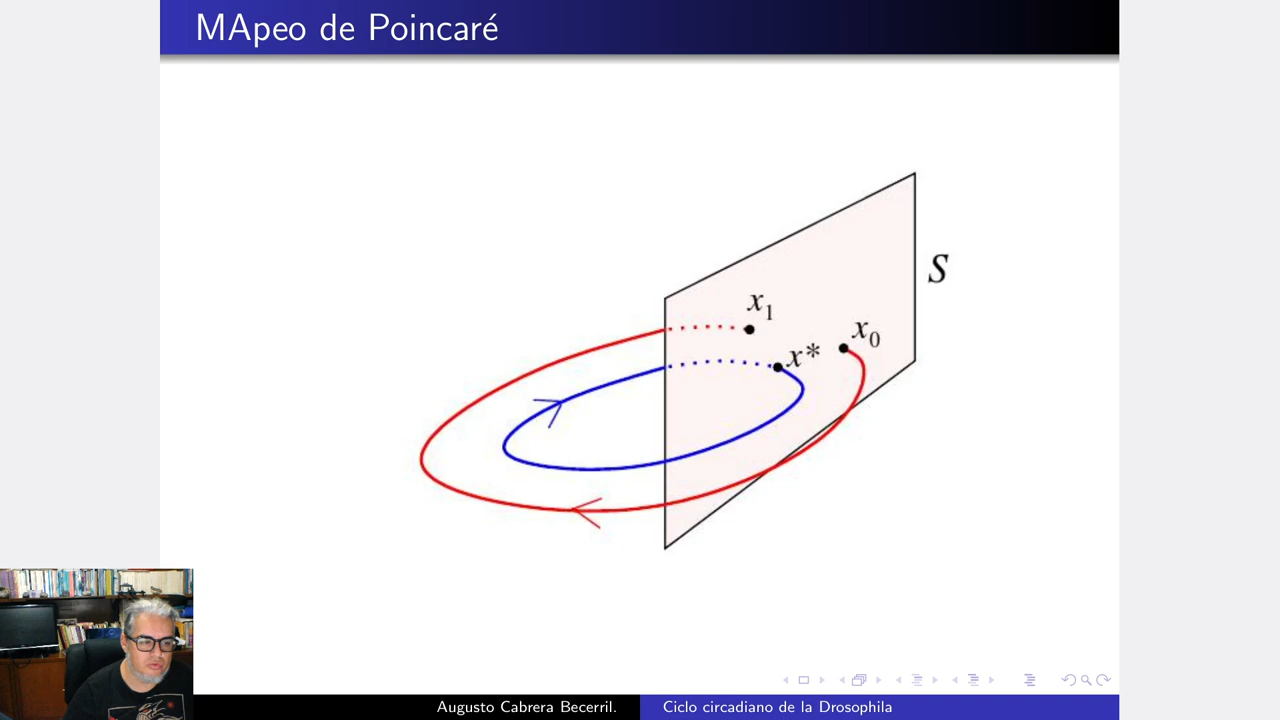 MApeo de Poincaré
S
x1
x0
x*
Augusto Cabrera Becerril.
Ciclo circadiano de la Drosophila